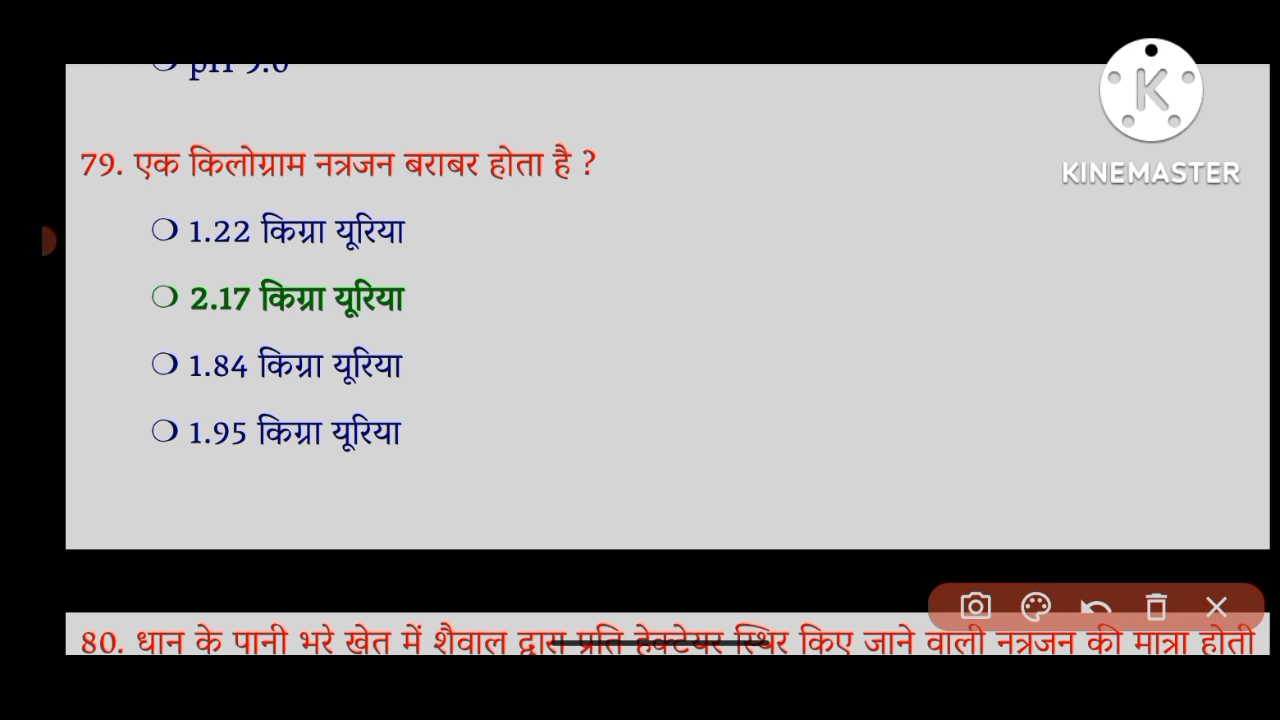 79. एक किलोग्राम नत्रजन बराबर होता है ?
KINEMASTER
❍ 1.22 किग्रा यूरिया
❍ 2.17 किग्रा यूरिया
❍ 1.84 किग्रा यूरिया
❍ 1.95 किग्रा यूरिया
80. धान के पानी भरे खेत में शैवाल द्वारा प्रति हेक्टेयर स्थिर किए जाने वाली नत्रजन की मात्रा होती